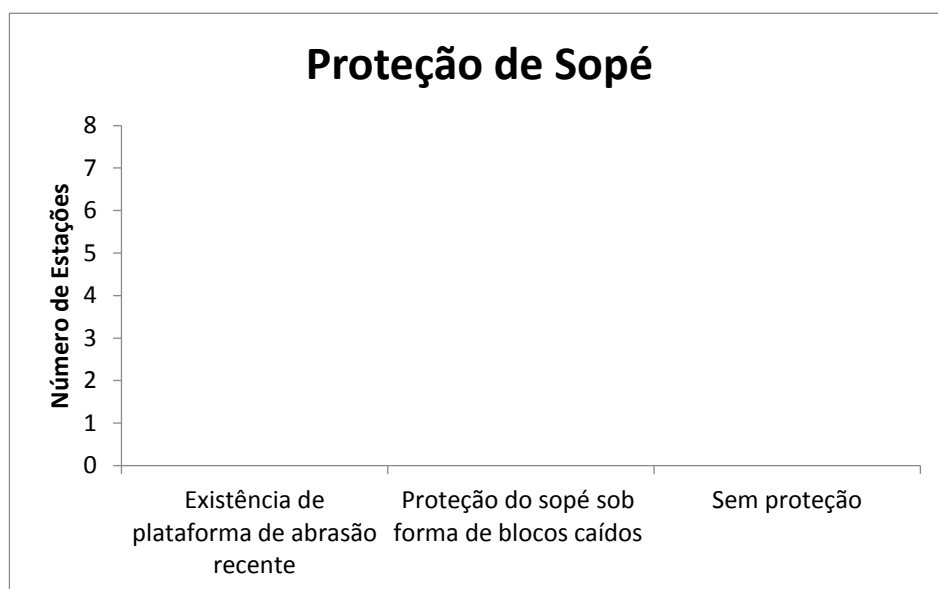 Proteção de Sopé
Número de Estações
8
7
6
5
4
3
2
1
0
Existência de
plataforma de abrasão
recente
Proteção do sopé sob
forma de blocos caídos
Sem proteção